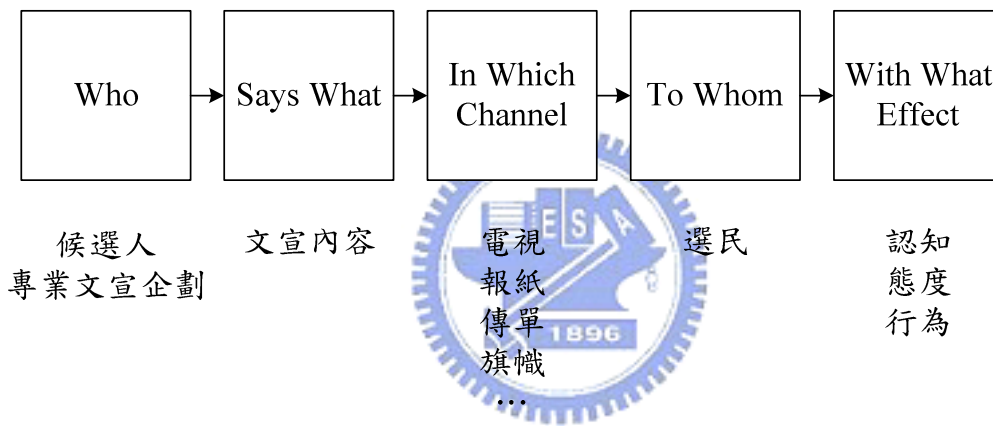 Who
Says What
In Which
Channel
To Whom
With What
Effect
候選人
專業文宣企劃
文宣內容
電視
報紙
傳單
旗幟
…
選民
認知
態度
行為
E S A
1896